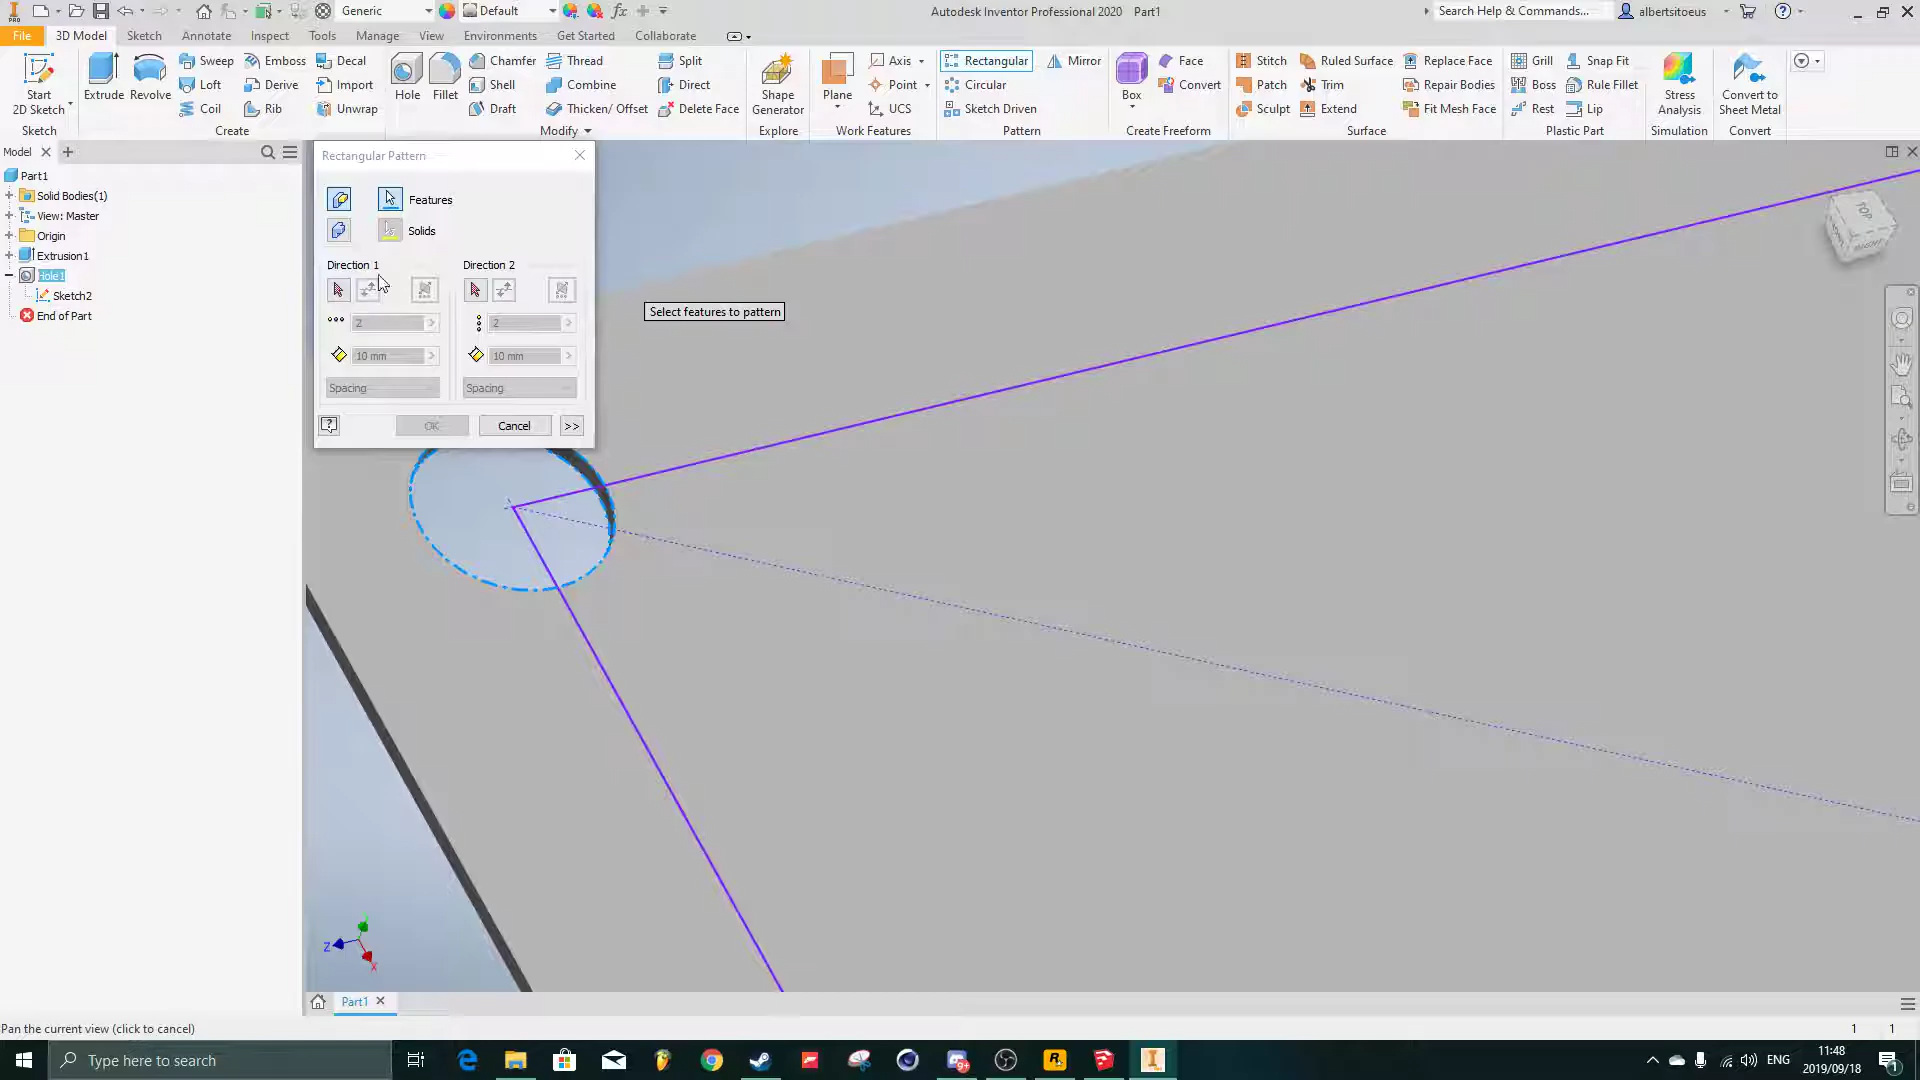 Generic
Default
fx
Autodesk Inventor Professional 2020 Part1
Search Help & Commands...
albertsitoeus
File
3D Model
Sketch
Annotate
Inspect
Tools
Manage
View
Environments
Get Started
Collaborate
Start
2D Sketch
Sketch
Extrude
Revolve
Sweep
Loft
Coil
Emboss
Derive
Rib
Decal
Import
Unwrap
Create
Hole
Fillet
Chamfer
Shell
Draft
Thread
Combine
Thicken/ Offset
Split
Direct
Delete Face
Modify
Shape
Generator
Explore
Plane
Axis
Point
UCS
Work Features
Rectangular
Circular
Sketch Driven
Mirror
Pattern
Box
Face
Convert
Create Freeform
Stitch
Patch
Sculpt
Ruled Surface
Trim
Extend
Replace Face
Repair Bodies
Fit Mesh Face
Surface
Grill
Boss
Rest
Snap Fit
Rule Fillet
Lip
Plastic Part
Stress
Analysis
Simulation
Convert to
Sheet Metal
Convert
Model
Part1
Solid Bodies(1)
View: Master
Origin
Extrusion1
Hole1
Sketch2
End of Part
Rectangular Pattern
Features
Solids
Direction 1
Direction 2
2
2
10 mm
10 mm
Spacing
Spacing
OK
Cancel
>>
Select features to pattern
TOP
Z
X
Part1
Pan the current view (click to cancel)
1 1
Type here to search
ENG
11:48
2019/09/18